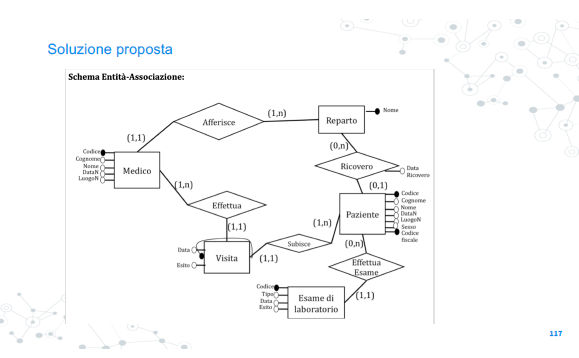 Soluzione proposta
Schema Entità-Associazione:
Afferisce
(1,n)
Reparto
Nome
(1,1)
(0,n)
Codice
Cognome
Nome
DataN
LuogoN
Medico
Ricovero
Data
Ricovero
(1,n)
(0,1)
Effettua
Paziente
Codice
Cognome
Nome
DataN
LuogoN
Sesso
Codice
fiscale
(1,n)
(1,1)
Subisce
(0,n)
Data
Esito
Visita
(1,1)
Effettua
Esame
Codice
Tipo
Data
Esito
Esame di
laboratorio
(1,1)
117